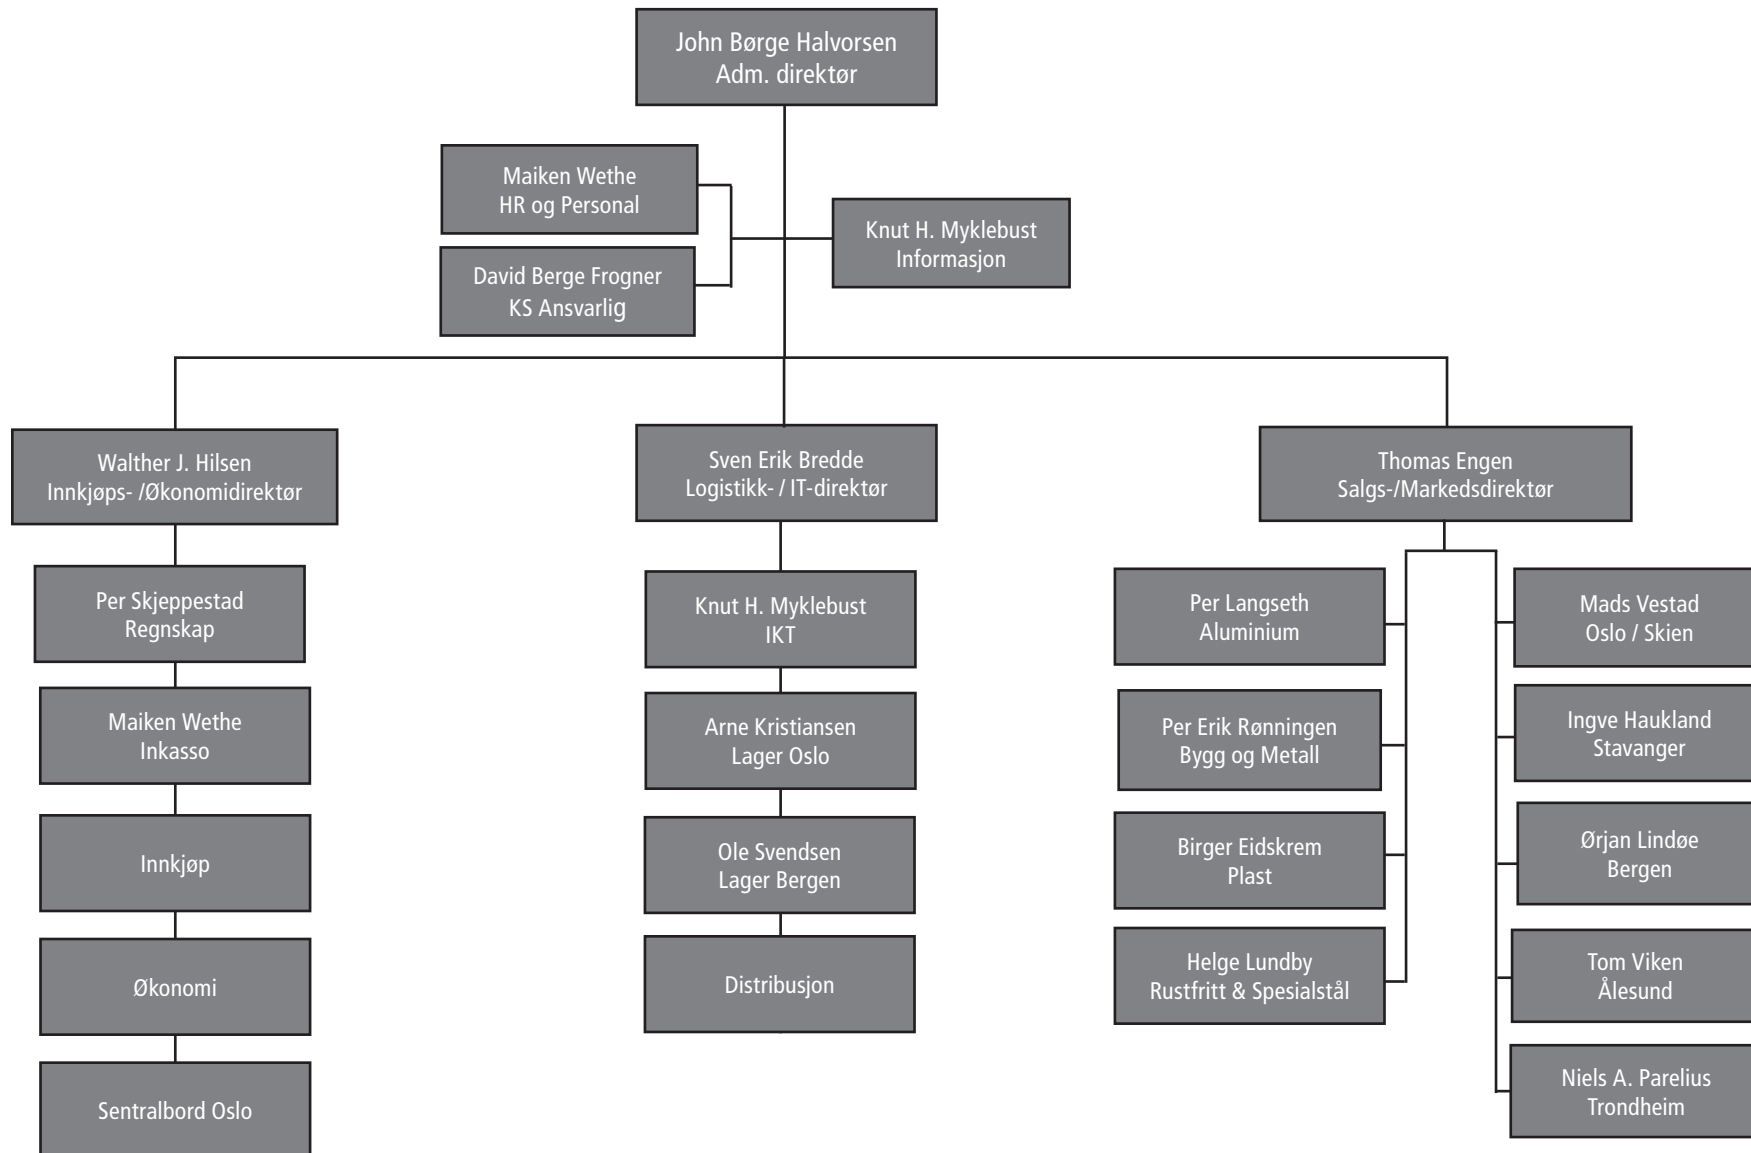 John Børge Halvorsen
Adm. direktør
Maiken Wethe
HR og Personal
Knut H. Myklebust
Informasjon
David Berge Frogner
KS Ansvarlig
Walther J. Hilsen
Innkjøps- /Økonomidirektør
Sven Erik Bredde
Logistikk- / IT-direktør
Thomas Engen
Salgs-/Markedsdirektør
Per Skjeppestad
Regnskap
Maiken Wethe
Inkasso
Innkjøp
Økonomi
Sentralbord Oslo
Knut H. Myklebust
IKT
Arne Kristiansen
Lager Oslo
Ole Svendsen
Lager Bergen
Distribusjon
Per Langseth
Aluminium
Per Erik Rønningen
Bygg og Metall
Birger Eidskrem
Plast
Helge Lundby
Rustfritt & Spesialstål
Mads Vestad
Oslo / Skien
Ingve Haukland
Stavanger
Ørjan Lindøe
Bergen
Tom Viken
Ålesund
Niels A. Parelius
Trondheim